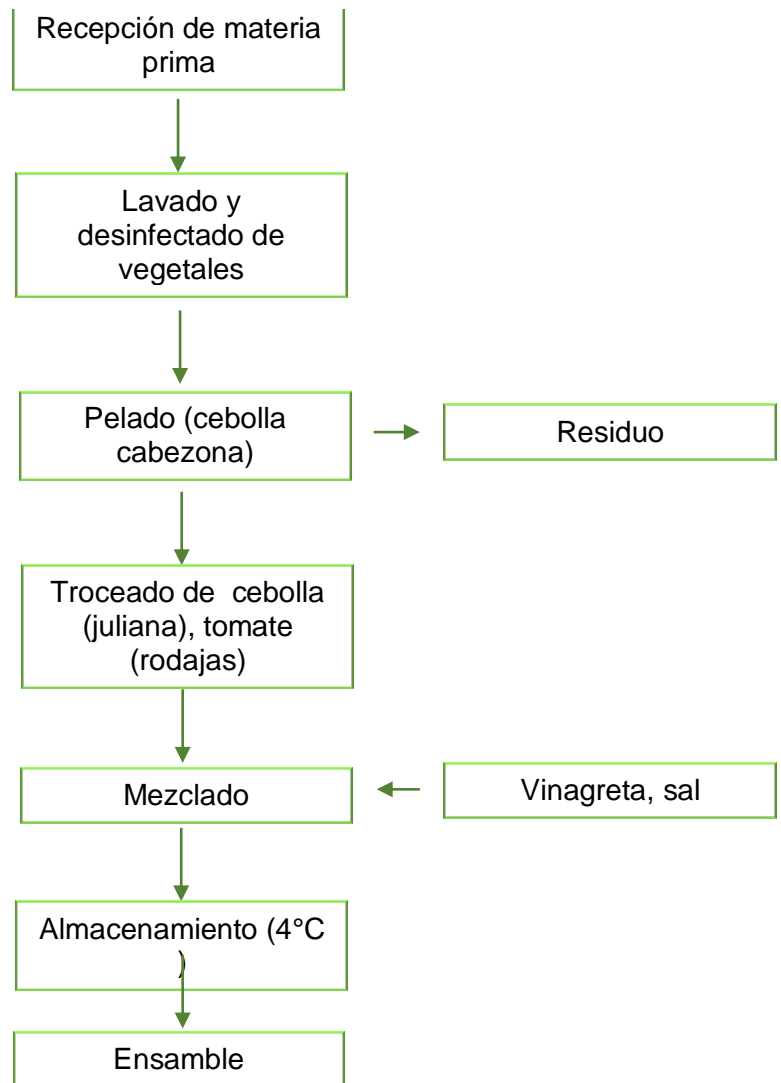 Recepción de materia
prima
Lavado y
desinfectado de
vegetales
Pelado (cebolla
cabezona)
Residuo
Troceado de cebolla
(juliana), tomate
(rodajas)
Mezclado
Vinagreta, sal
Almacenamiento (4°C
)
Ensamble